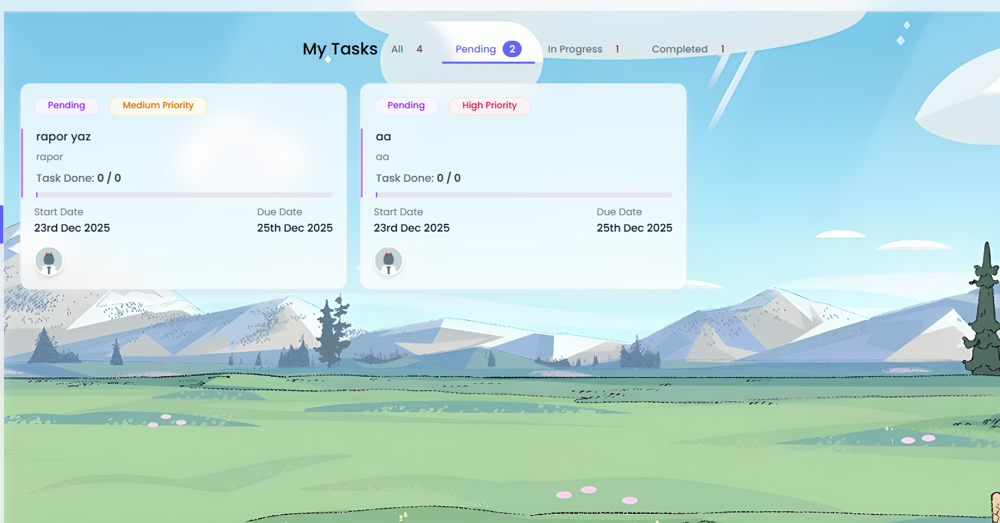 My Tasks All 4 Pending 2 In Progress 1 Completed 1
Pending Medium Priority
rapor yaz
rapor
Task Done: 0 / 0
Start Date Due Date
23rd Dec 2025 25th Dec 2025
Pending High Priority
aa
aa
Task Done: 0 / 0
Start Date Due Date
23rd Dec 2025 25th Dec 2025